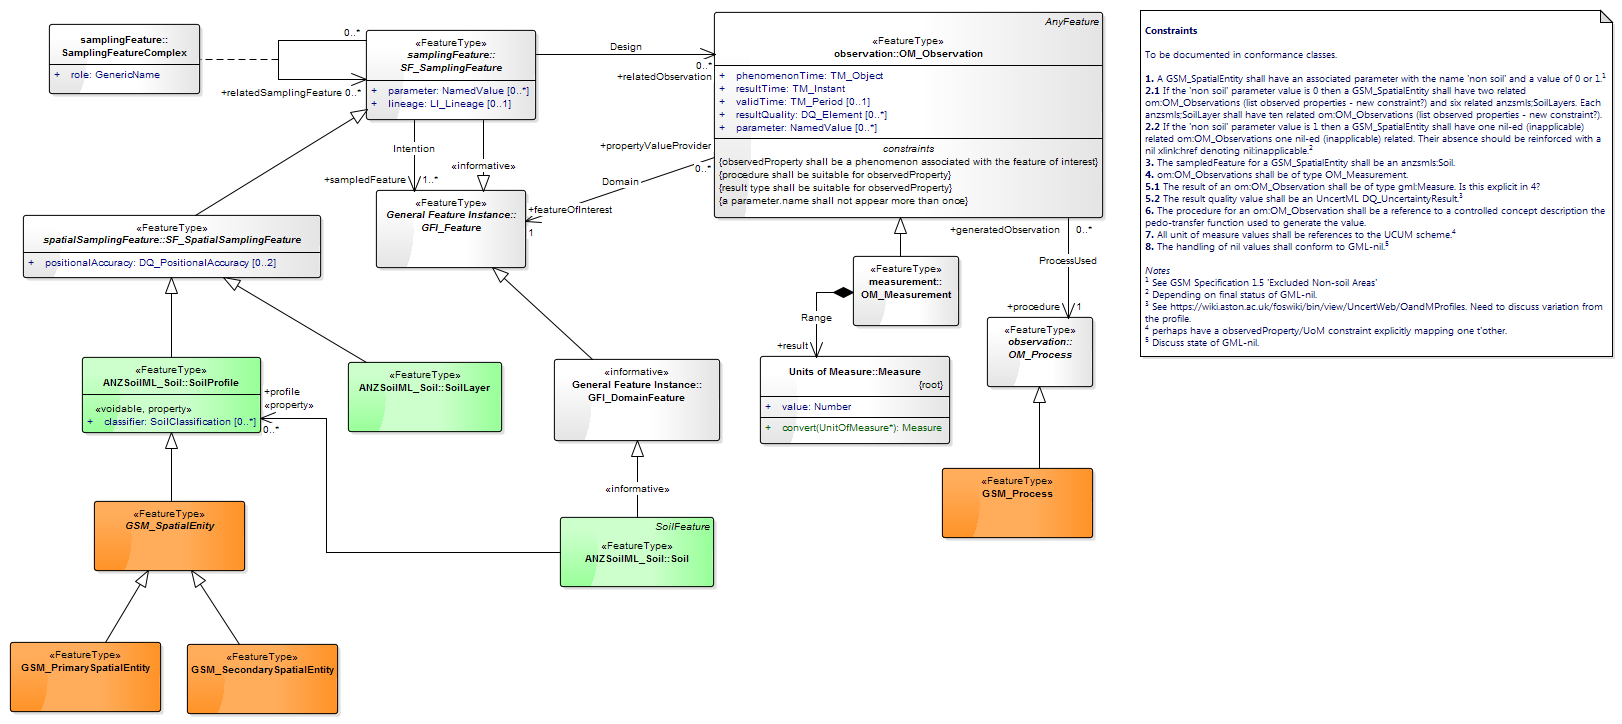 samplingFeature::
SamplingFeatureComplex
+ role: GenericName
0..*
+relatedSamplingFeature 0..*
«FeatureType»
samplingFeature::
SF_SamplingFeature
+ parameter: NamedValue [0..*]
+ lineage: LI_Lineage [0..1]
Design
0..*
+relatedObservation
AnyFeature
«FeatureType»
observation::OM_Observation
+ phenomenonTime: TM_Object
+ resultTime: TM_Instant
+ validTime: TM_Period [0..1]
+ resultQuality: DQ_Element [0..*]
+ parameter: NamedValue [0..*]
constraints
{observedProperty shall be a phenomenon associated with the feature of interest}
{procedure shall be suitable for observedProperty}
{result type shall be suitable for observedProperty}
{a parameter.name shall not appear more than once}
Intention
«informative»
+sampledFeature
1..*
+propertyValueProvider
0..*
Domain
+featureOfInterest
1
«FeatureType»
General Feature Instance::
GFI_Feature
«FeatureType»
spatialSamplingFeature::SF_SpatialSamplingFeature
+ positionalAccuracy: DQ_PositionalAccuracy [0..2]
+generatedObservation
0..*
ProcessUsed
+procedure
1
«FeatureType»
measurement::
OM_Measurement
Range
+result
«FeatureType»
observation::
OM_Process
«FeatureType»
ANZSoilML_Soil::SoilProfile
«voidable, property»
+ classifier: SoilClassification [0..*]
+profile
«property»
0..*
«FeatureType»
ANZSoilML_Soil::SoilLayer
«informative»
General Feature Instance::
GFI_DomainFeature
Units of Measure::Measure
{root}
+ value: Number
+ convert(UnitOfMeasure*): Measure
«informative»
«FeatureType»
GSM_Process
«FeatureType»
GSM_SpatialEnity
SoilFeature
«FeatureType»
ANZSoilML_Soil::Soil
«FeatureType»
GSM_PrimarySpatialEntity
«FeatureType»
GSM_SecondarySpatialEntity
Constraints
To be documented in conformance classes.
1. A GSM_SpatialEntity shall have an associated parameter with the name 'non soil' and a value of 0 or 1.1
2.1 If the 'non soil' parameter value is 0 then a GSM_SpatialEntity shall have two related
om:OM_Observations (list observed properties - new constraint?) and six related anzsmls;SoilLayers. Each
anzsmls:SoilLayer shall have ten related om:OM_Observations (list observed properties - new constraint?).
2.2 If the 'non soil' parameter value is 1 then a GSM_SpatialEntity shall have one nil-ed (inapplicable)
related om:OM_Observations one nil-ed (inapplicable) related. Their absence should be reinforced with a
nil xlink:href denoting nil:inapplicable.2
3. The sampledFeature for a GSM_SpatialEntity shall be an anzsmls:Soil.
4. om:OM_Observations shall be of type OM_Measurement.
5.1 The result of an om:OM_Observation shall be of type gml:Measure. Is this explicit in 4?
5.2 The result quality value shall be an UncertML DQ_UncertaintyResult.3
6. The procedure for an om:OM_Observation shall be a reference to a controlled concept description the
pedo-transfer function used to generate the value.
7. All unit of measure values shall be references to the UCUM scheme.4
8. The handling of nil values shall conform to GML-nil.5
Notes
1 See GSM Specification 1.5 'Excluded Non-soil Areas'
2 Depending on final status of GML-nil.
3 See https://wiki.aston.ac.uk/foswiki/bin/view/UncertWeb/OandMProfiles. Need to discuss variation from
the profile.
4 perhaps have a observedProperty/UoM constraint explicitly mapping one t'other.
5 Discuss state of GML-nil.